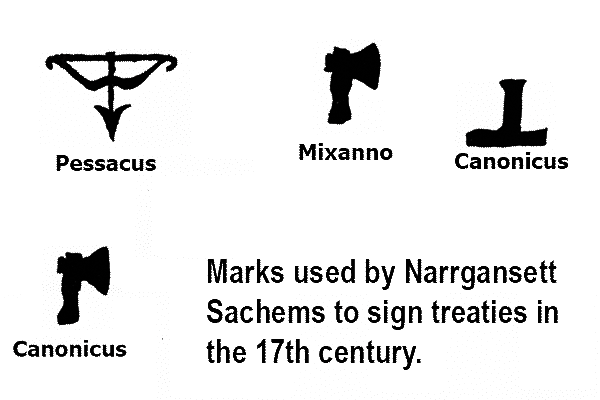 Pessacus
Mixanno
Canonicus
Canonicus
Marks used by Narrgansett
Sachems to sign treaties in
the 17th century.